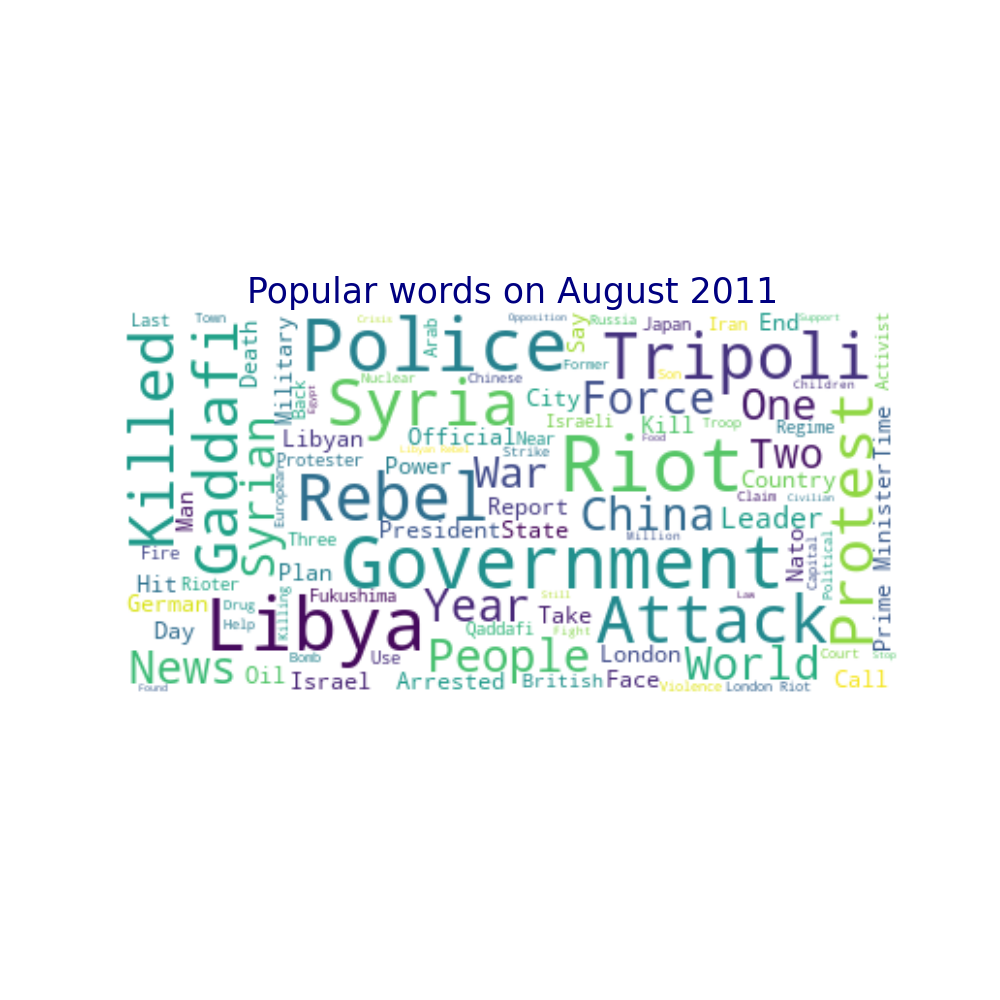 Popular words on August 2011
Last
Town
Crisis
Opposition
Support
Police
Arab
Say
Russia
Japan
Iran
End
Activist
Killed
Gaddafi
Death
Military
Tripoli
Former
Son
Nuclear
Chinese
Children
Back
Egypt
Syria
City
Force
One
Protest
Israeli
Kill
Troop
Regime
Time
Libyan
Official
Near
Food
Syrian
Protester
Libyan Rebel
Strike
Riot
Two
European
Power
War
Country
Man
Rebel
Report
China
Claim
Civilian
Leader
President
State
Million
Three
Fire
Government
Nato
Capital
Political
Prime Minister
Plan
Hit
Rioter
Fukushima
Still
Law
German
Drug
Killing
Libya
Year
Take
Attack
Help
Day
Qaddafi
Fight
News
Oil
Bomb
Use
People
London
World
Court
Stop
Israel
Arrested
British
Face
Violence
London Riot
Call
Found